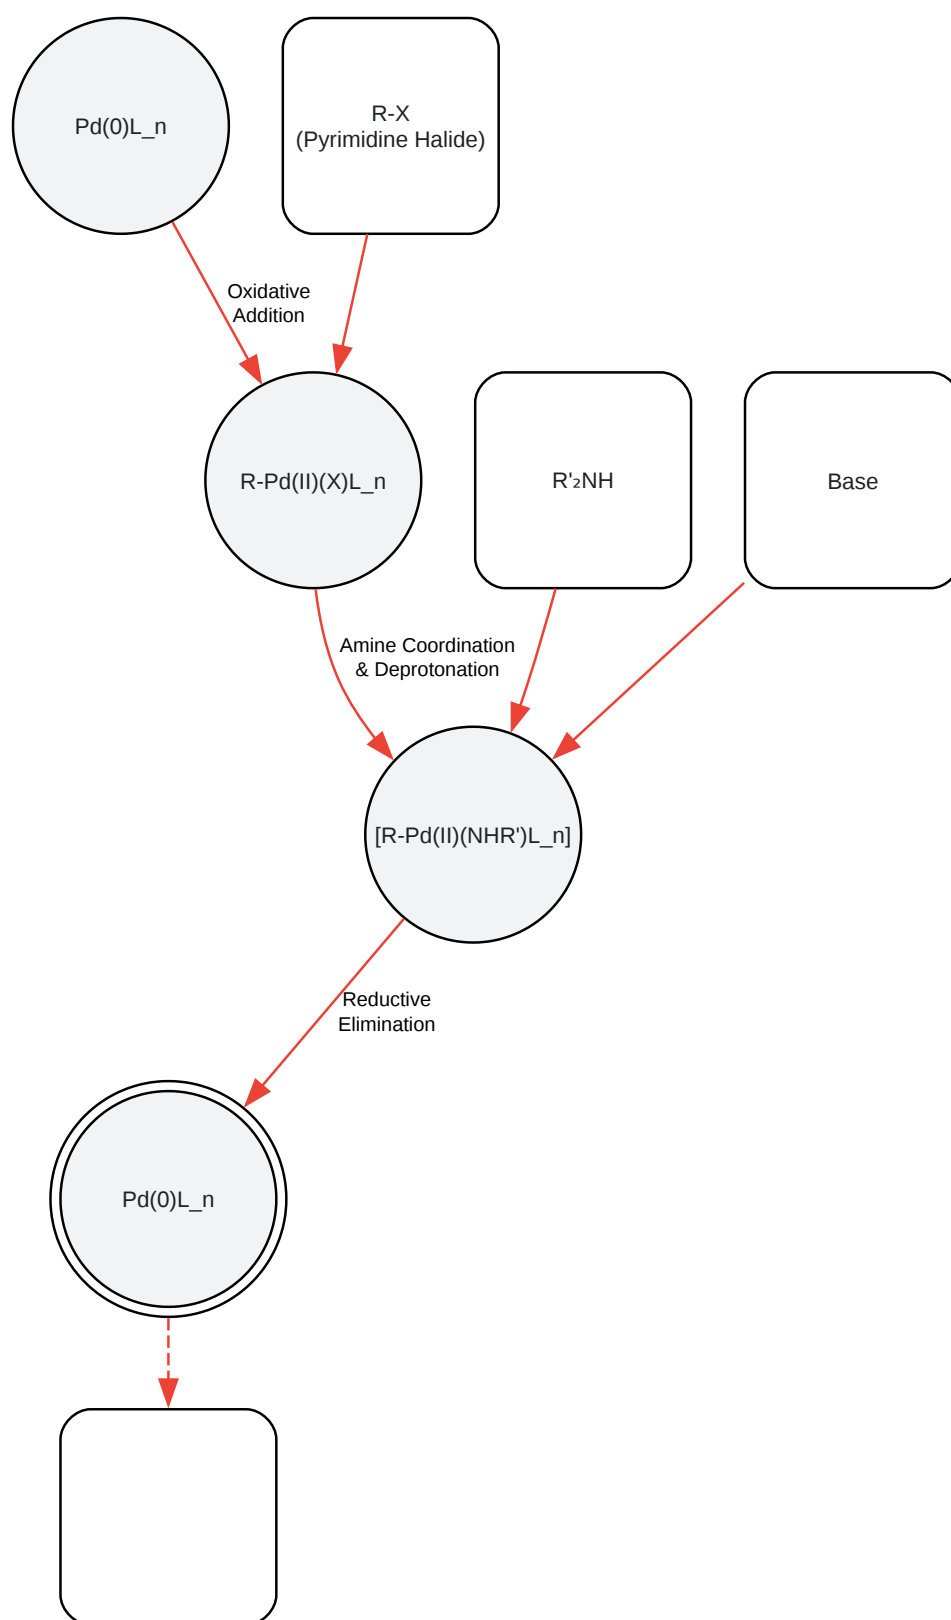 Pd(0)L_n
R-X
(Pyrimidine Halide)
Oxidative
Addition
R-Pd(II)(X)L_n
R'₂NH
Base
Amine Coordination
& Deprotonation
[R-Pd(II)(NHR')L_n]
Reductive
Elimination
Pd(0)L_n